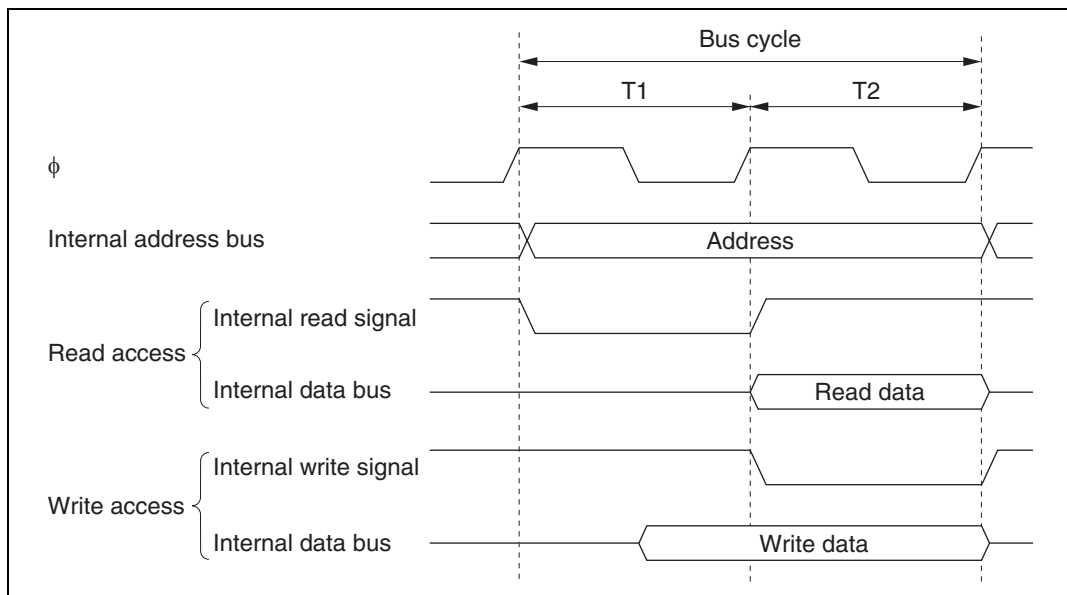 Bus cycle
T1 T2
ϕ
Internal address bus Address
Read access
Internal read signal
Internal data bus Read data
Write access
Internal write signal
Internal data bus Write data